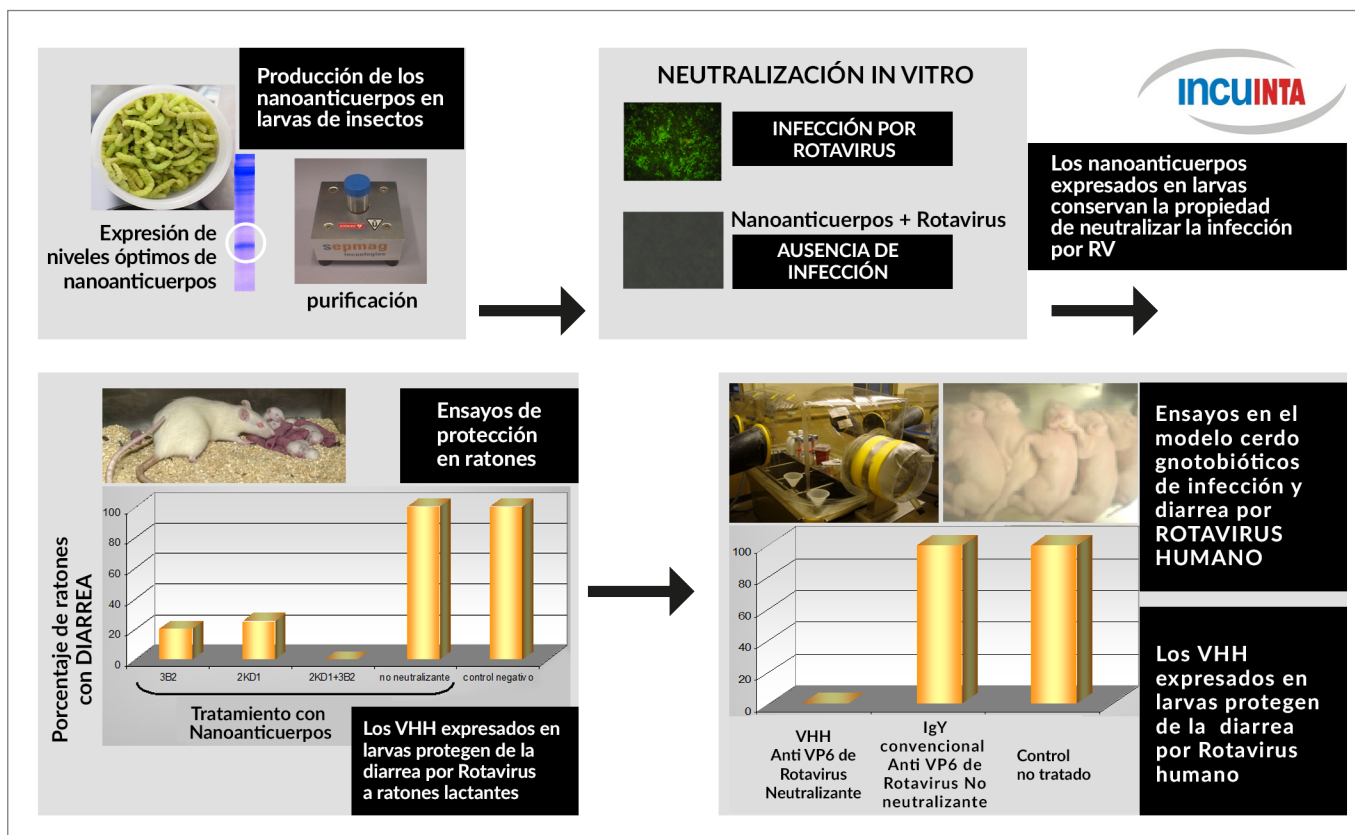 Producción de los
nanoanticuerpos en
larvas de insectos
Expresión de
niveles óptimos de
nanoanticuerpos
sepmag
purificación
NEUTRALIZACIÓN IN VITRO
INFECCIÓN POR
ROTAVIRUS
Nanoanticuerpos + Rotavirus
AUSENCIA DE
INFECCIÓN
INCUINTA
Los nanoanticuerpos
expresados en larvas
conservan la propiedad
de neutralizar la infección
por RV
Ensayos de
protección
en ratones
Porcentaje de ratones
con DIARREA
100
80
60
40
20
0
3B2
2KD1
2KD1+3B2
no neutralizante
control negativo
Tratamiento con
Nanoanticuerpos
Los VHH expresados en
larvas protegen de la
diarrea por Rotavirus
a ratones lactantes
100
80
60
40
20
0
VHH
Anti VP6 de
Rotavirus
Neutralizante
IgY
convencional
Anti VP6 de
Rotavirus No
neutralizante
Control
no tratado
Ensayos en el
modelo cerdo
gnotobióticos
de infección y
diarrea por
ROTAVIRUS
HUMANO
Los VHH
expresados en
larvas protegen
de la diarrea
por Rotavirus
humano